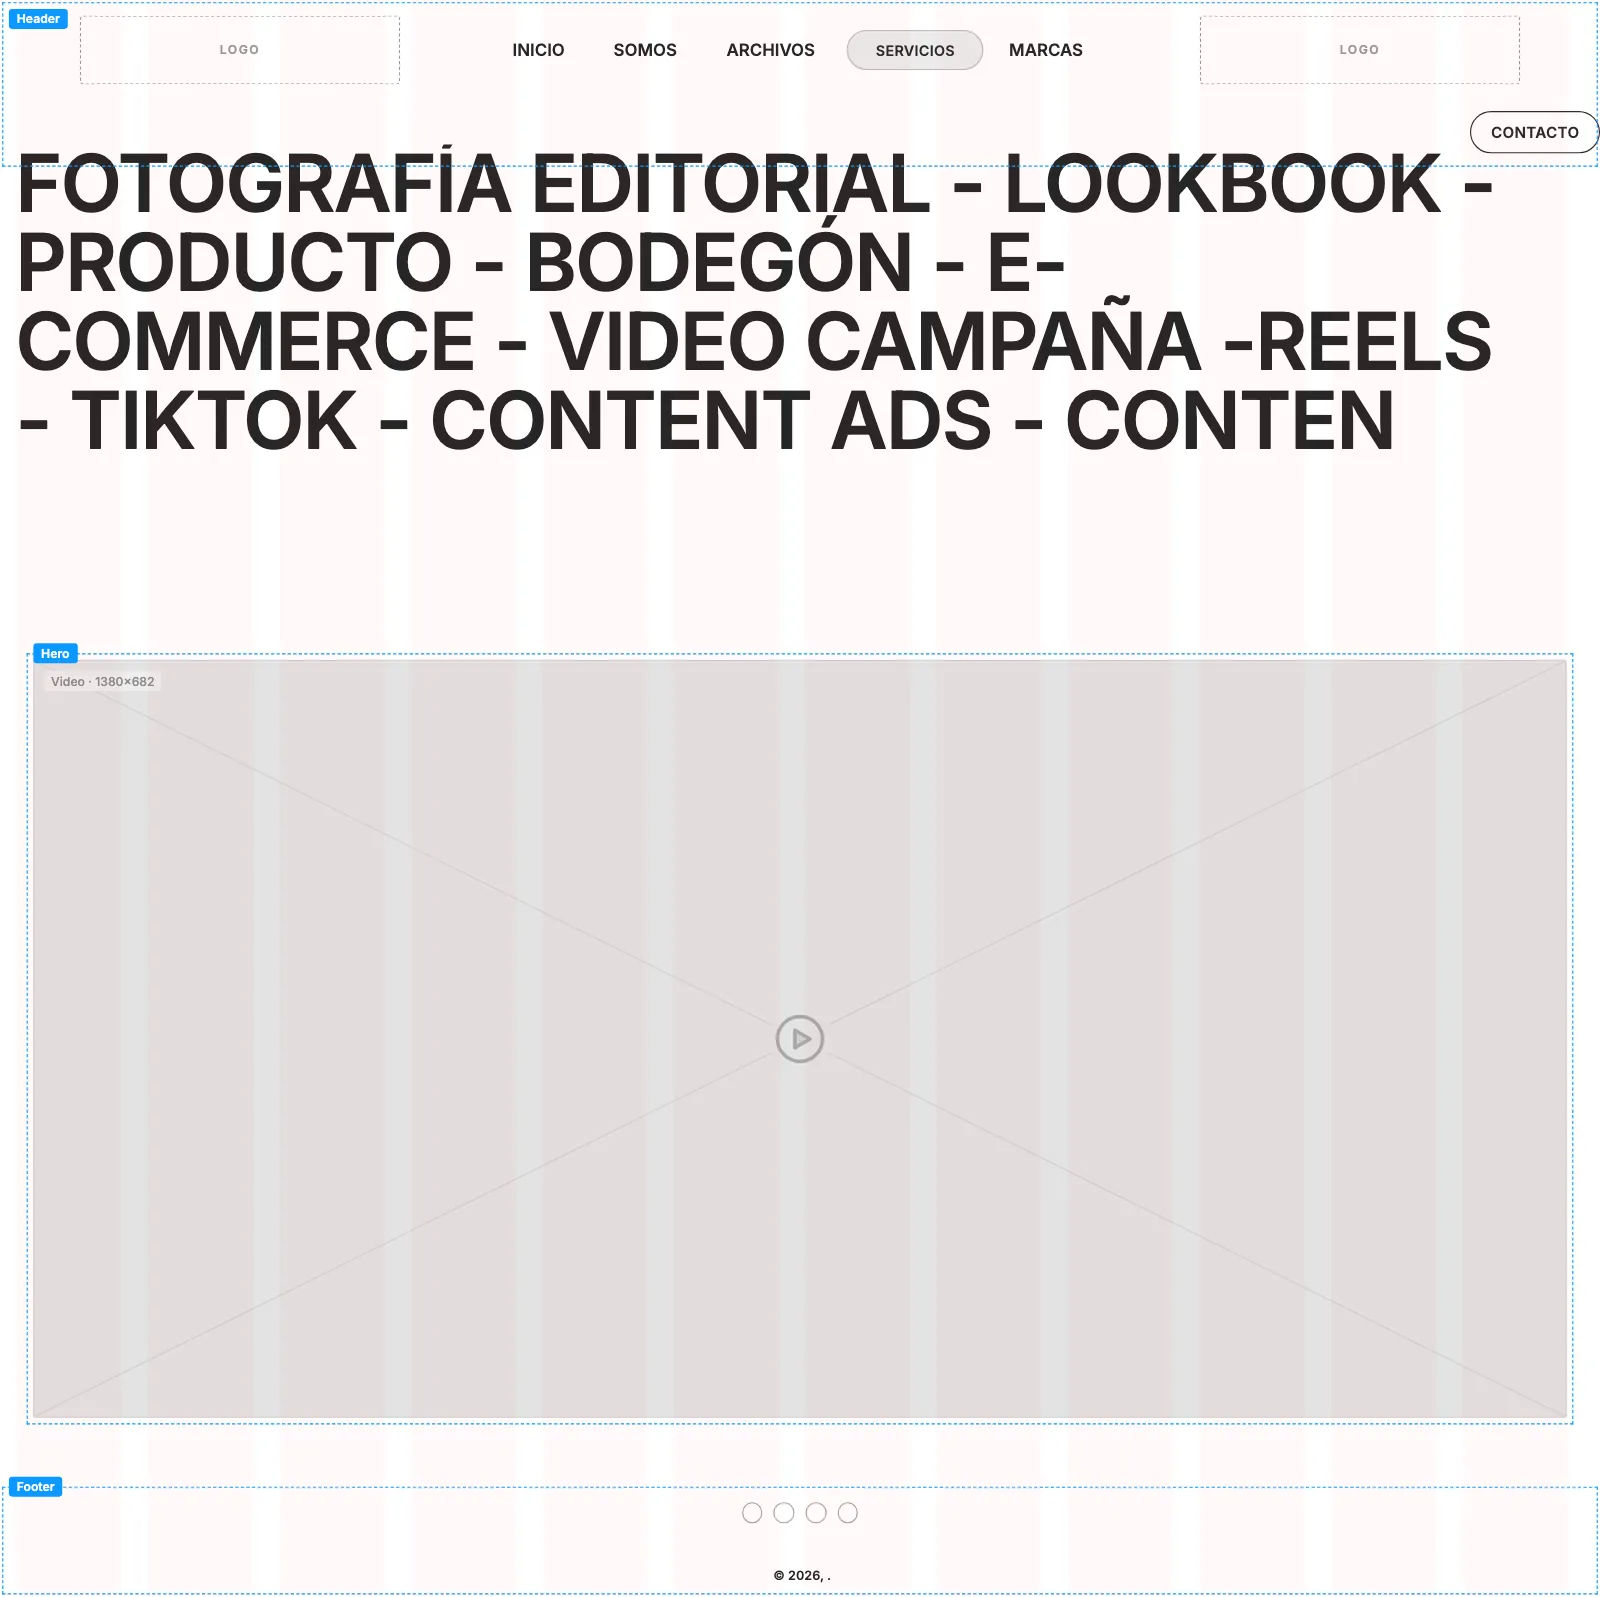 Header
LOGO
INICIO
SOMOS
ARCHIVOS
SERVICIOS
MARCAS
LOGO
CONTACTO
FOTOGRAFÍA EDITORIAL - LOOKBOOK -
PRODUCTO - BODEGÓN - E-
COMMERCE - VIDEO CAMPAÑA -REELS
- TIKTOK - CONTENT ADS - CONTEN
Hero
Video · 1380×682
Footer
© 2026, .